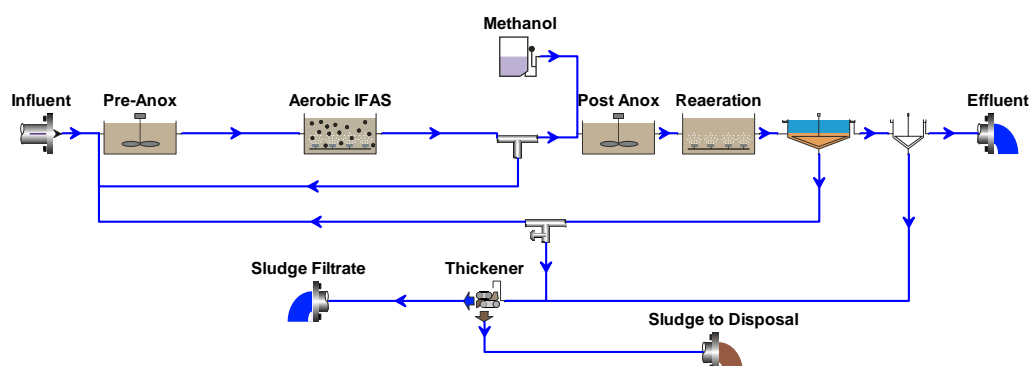 Methanol
Influent
Pre-Anox
Aerobic IFAS
Post Anox
Reaeration
Effluent
Sludge Filtrate
Thickener
Sludge to Disposal